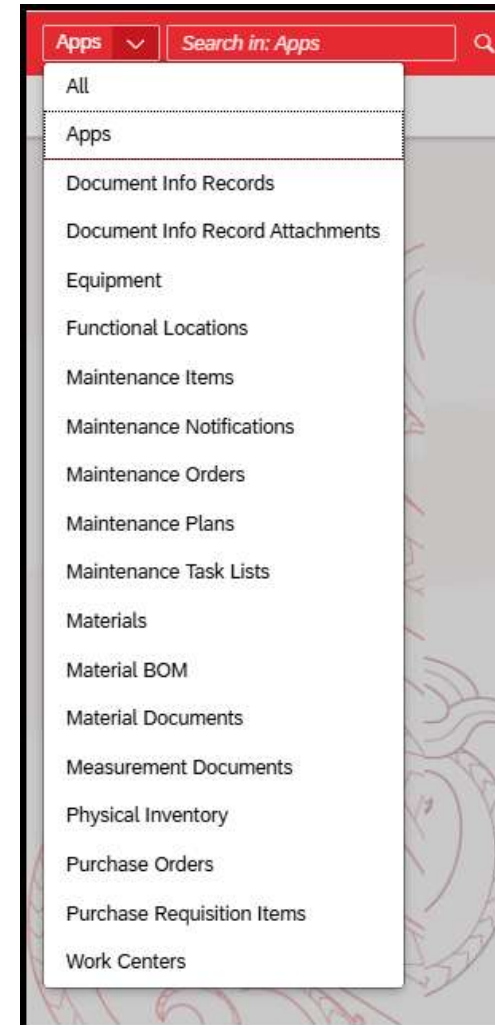 Apps
Search in: Apps
All
Apps
Document Info Records
Document Info Record Attachments
Equipment
Functional Locations
Maintenance Items
Maintenance Notifications
Maintenance Orders
Maintenance Plans
Maintenance Task Lists
Materials
Material BOM
Material Documents
Measurement Documents
Physical Inventory
Purchase Orders
Purchase Requisition Items
Work Centers